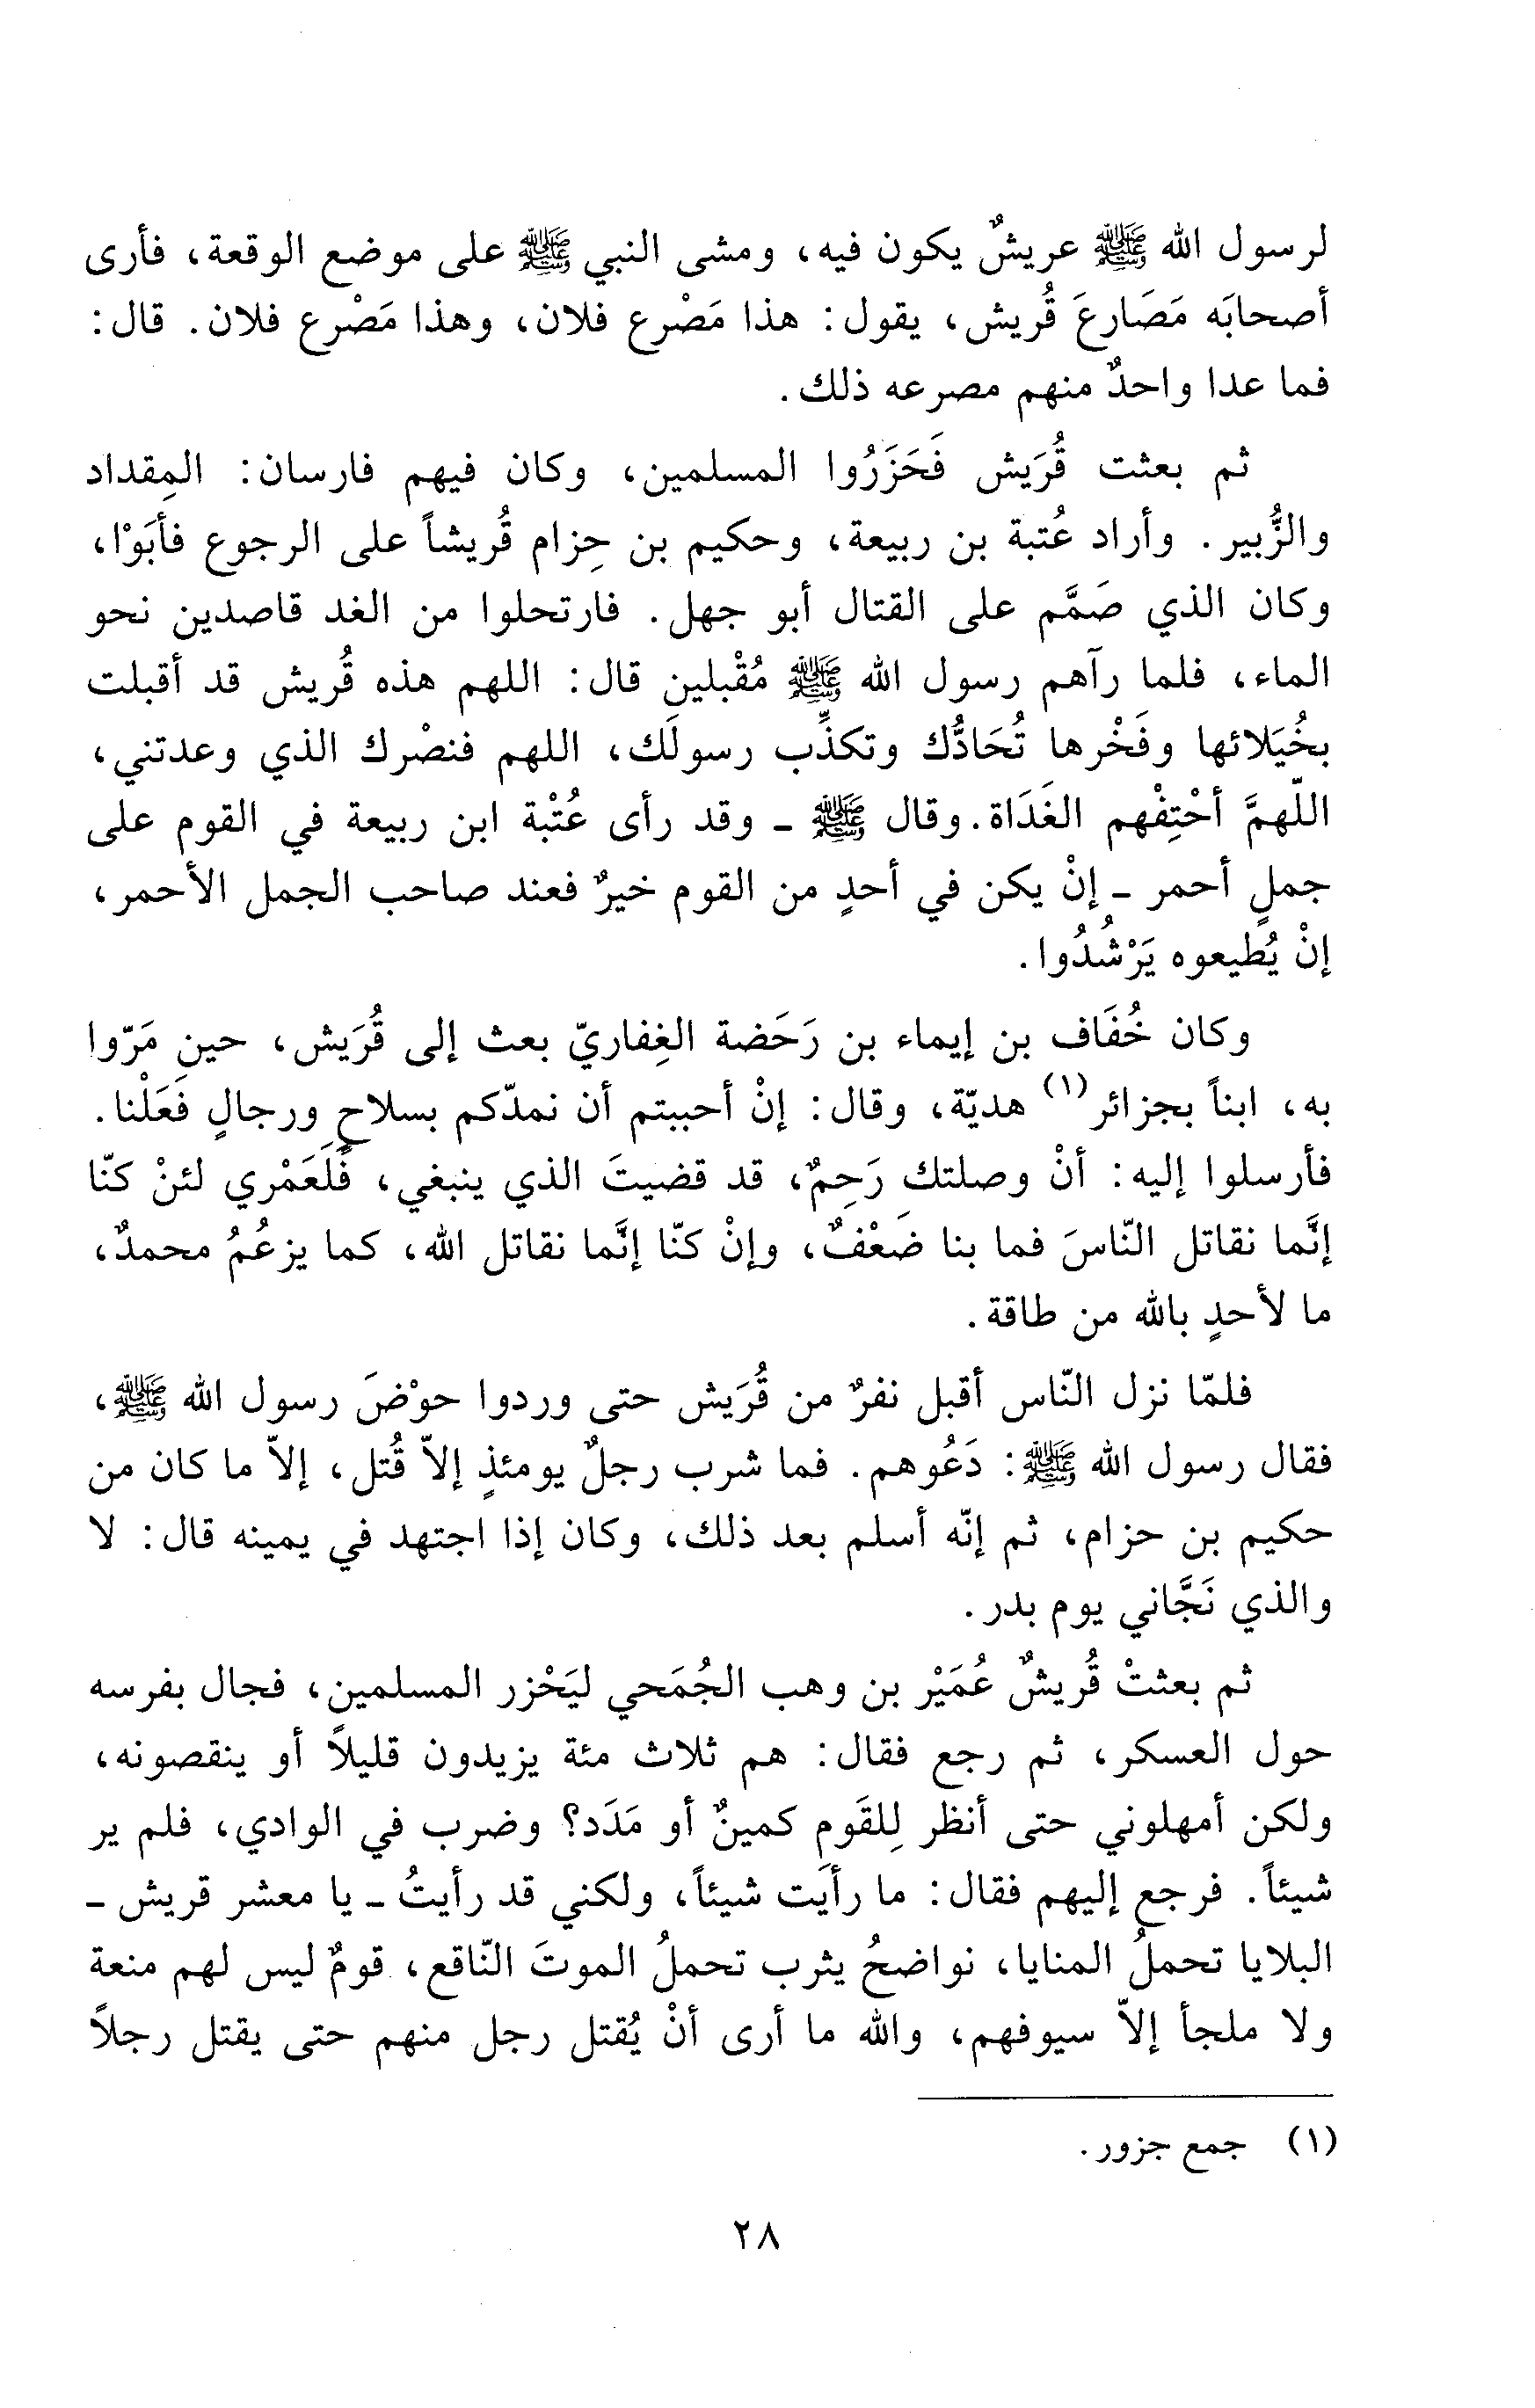 لرسول الله ﷺ عريشٌ يكون فيه، ومشى النبي ﷺ على موضع الوقعة، فأرى
أصحابَه مَصَارعَ قُريش، يقول: هذا مَصْرع فلان، وهذا مَصْرع فلان. قال:
فما عدا واحدٌ منهم مصرعه ذلك.
ثم بعثت قُرَيش فَحَزَرُوا المسلمين، وكان فيهم فارسان: المِقداد
والزُّبير. وأراد عُتبة بن ربيعة، وحكيم بن حِزام قُريشاً على الرجوع فأبَوْا،
وكان الذي صَمَّم على القتال أبو جهل. فارتحلوا من الغد قاصدين نحو
الماء، فلما رآهم رسول الله ﷺ مُقْبلين قال: اللهم هذه قُريش قد أقبلت
بخُيَلائها وفَخْرها تُحَادُّك وتكذِّب رسولَك، اللهم فنصْرك الذي وعدتني،
اللّهمَّ أحْتِفْهم الغَدَاة. وقال ﷺ ـ وقد رأى عُتْبة ابن ربيعة في القوم على
جملٍ أحمر ـ إنْ يكن في أحدٍ من القوم خيرٌ فعند صاحب الجمل الأحمر،
إنْ يُطيعوه يَرْشُدُوا.
وكان خُفَاف بن إيماء بن رَحَضة الغِفاريّ بعث إلى قُرَيش، حين مَرّوا
به، ابناً بجزائر(١) هديّة، وقال: إنْ أحببتم أن نمدّكم بسلاحٍ ورجالٍ فَعَلْنا.
فأرسلوا إليه: أنْ وصلتك رَحِمٌ، قد قضيتَ الذي ينبغي، فَلَعَمْري لئنْ كنّا
إنَّما نقاتل النّاسَ فما بنا ضَعْفٌ، وإنْ كنّا إنَّما نقاتل الله، كما يزعُمُ محمدٌ،
ما لأحدٍ بالله من طاقة.
فلمّا نزل النّاس أقبل نفرٌ من قُرَيش حتى وردوا حوْضَ رسول الله ﷺ،
فقال رسول الله ﷺ: دَعُوهم. فما شرب رجلٌ يومئذٍ إلاّ قُتل، إلاّ ما كان من
حكيم بن حزام، ثم إنّه أسلم بعد ذلك، وكان إذا اجتهد في يمينه قال: لا
والذي نَجَّاني يوم بدر.
ثم بعثتْ قُريشٌ عُمَيْر بن وهب الجُمَحي ليَحْزر المسلمين، فجال بفرسه
حول العسكر، ثم رجع فقال: هم ثلاث مئة يزيدون قليلاً أو ينقصونه،
ولكن أمهلوني حتى أنظر لِلقَوم كمينٌ أو مَدَد؟ وضرب في الوادي، فلم ير
شيئاً. فرجع إليهم فقال: ما رأيت شيئاً، ولكني قد رأيتُ ـ يا معشر قريش ـ
البلايا تحملُ المنايا، نواضحُ يثرب تحملُ الموتَ النّاقع، قومٌ ليس لهم منعة
ولا ملجأ إلاّ سيوفهم، والله ما أرى أنْ يُقتل رجل منهم حتى يقتل رجلاً
(١) جمع جزور.
٢٨